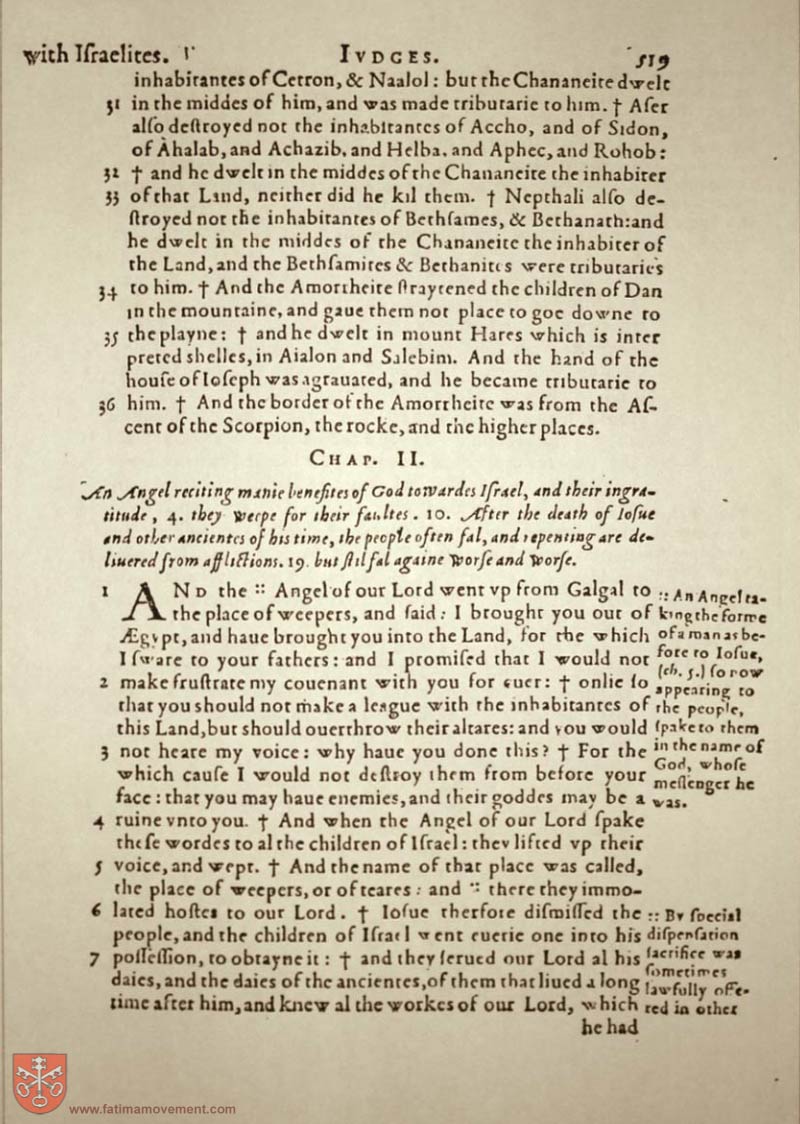 with Iſraelites.
IVDGES.
519
inhabitantes of Cetron, & Naalol: but the Chananeite dwelt
31 in the middes of him, and was made tributarie to him. † Aſer
alſo deſtroyed not the inhabitantes of Accho, and of Sidon,
of Ahalab, and Achazib, and Helba, and Aphec, and Rohob:
32 † and he dwelt in the middes of the Chananeite the inhabiter
33 of that Land, neither did he kil them. † Nepthali alſo de-
ſtroyed not the inhabitantes of Bethſames, & Bethanath: and
he dwelt in the middes of the Chananeite the inhabiter of
the Land, and the Bethſamites & Bethanites were tributaries
34 to him. † And the Amorrheite ſtraytened the children of Dan
in the mountaine, and gaue them not place to goe downe to
35 the playne: † and he dwelt in mount Hares which is inter
preted shelles, in Aialon and Salebim. And the hand of the
houſe of Ioſeph was agrauated, and he became tributarie to
36 him. † And the border of the Amorrheite was from the Aſ-
cent of the Scorpion, the rocke, and the higher places.
CHAP. II.
An Angel reciting manie benefites of God towardes Iſrael, and their ingra-
titude, 4. they weepe for their faultes. 10. After the death of Ioſue
and other ancientes of his time, the people often fal, and repenting are de-
liuered from afflictions. 19. but ſtil fal againe worſe and worſe.
1 AND the :: Angel of our Lord went vp from Galgal to
the place of weepers, and ſaid: I brought you out of
Ægypt, and haue brought you into the Land, for the which
I ſware to your fathers: and I promiſed that I would not
2 make fruſtrate my couenant with you for euer: † onlie ſo
that you should not make a league with the inhabitantes of
this Land, but should ouerthrow their altares: and you would
3 not heare my voice: why haue you done this? † For the
which cauſe I would not deſtroy them from before your
face: that you may haue enemies, and their goddes may be a
4 ruine vnto you. † And when the Angel of our Lord ſpake
theſe wordes to al the children of Iſrael: they lifted vp their
5 voice, and wept. † And the name of that place was called,
the place of weepers, or of teares: and :: there they immo-
6 lated hoſtes to our Lord. † Ioſue therfore diſmiſſed the
people, and the children of Iſrael went euerie one into his
7 poſſeſſion, to obtayne it: † and they ſerued our Lord al his
daies, and the daies of the ancientes, of them that liued a long
time after him, and knew al the workes of our Lord, which
he had
:: An Angel ta-
king the forme
of a man as be-
fore to Ioſue,
(ch. 5.) ſo now
appearing to
the people,
ſpake to them
in the name of
God, whoſe
meſſenger he
was.
:: By ſpecial
diſpenſation
ſacrifice was
ſometimes
lawfully offe-
red in other
www.fatimamovement.com